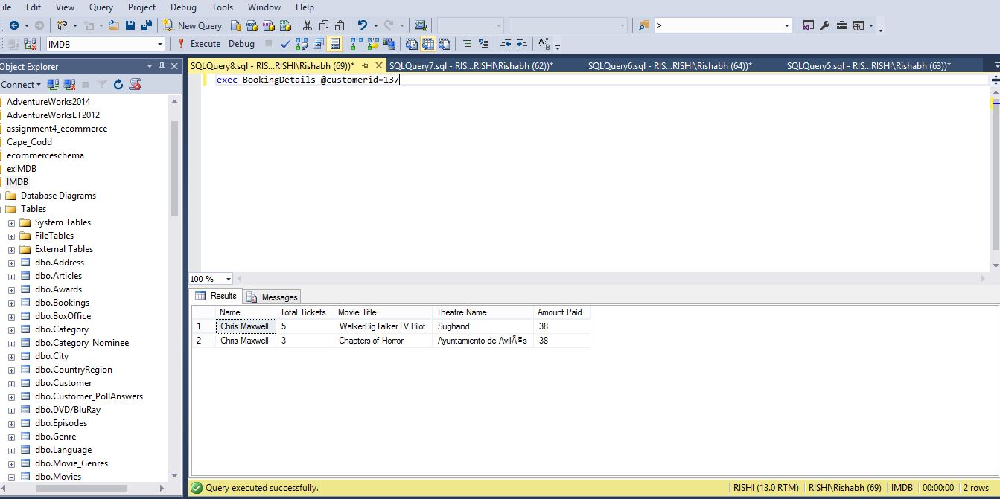 File Edit View Query Project Debug Tools Window Help
New Query >
IMDB Execute Debug
Object Explorer
SQLQuery8.sql - RIS...RISHI\Rishabh (69))* SQLQuery7.sql - RIS...RISHI\Rishabh (62))* SQLQuery6.sql - RIS...RISHI\Rishabh (64))* SQLQuery5.sql - RIS...RISHI\Rishabh (63))*
Connect
AdventureWorks2014
AdventureWorksLT2012
assignment4_ecommerce
Cape_Codd
ecommerceschema
exIMDB
IMDB
Database Diagrams
Tables
System Tables
FileTables
External Tables
dbo.Address
dbo.Articles
dbo.Awards
dbo.Bookings
dbo.BoxOffice
dbo.Category
dbo.Category_Nominee
dbo.City
dbo.CountryRegion
dbo.Customer
dbo.Customer_PollAnswers
dbo.DVD/BluRay
dbo.Episodes
dbo.Genre
dbo.Language
dbo.Movie_Genres
dbo.Movies
exec BookingDetails @customerid=137
100 %
Results Messages
Name Total Tickets Movie Title Theatre Name Amount Paid
1 Chris Maxwell 5 WalkerBigTalkerTV Pilot Sughand 38
2 Chris Maxwell 3 Chapters of Horror Ayuntamiento de AvilÃ©s 38
Query executed successfully. RISHI (13.0 RTM) RISHI\Rishabh (69) IMDB 00:00:00 2 rows